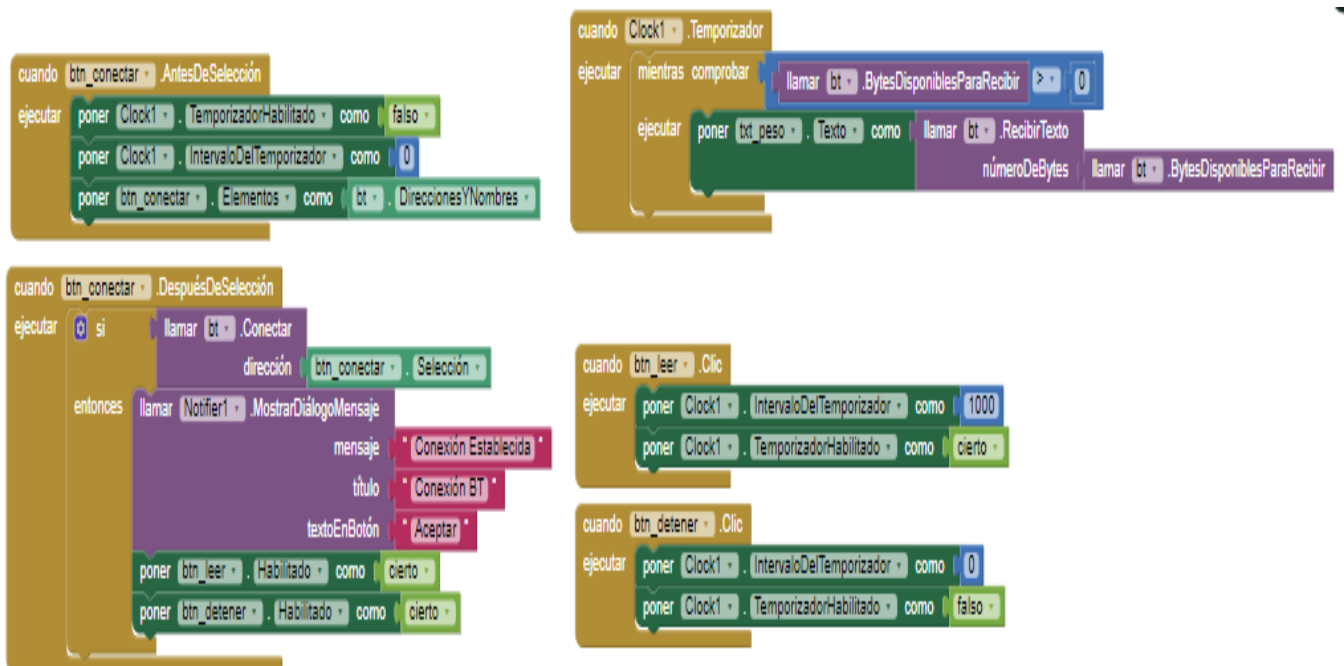 cuando btn_conectar .AntesDeSelección
ejecutar poner Clock1 . TemporizadorHabilitado como falso
poner Clock1 . IntervaloDelTemporizador como 0
poner btn_conectar . Elementos como bt . DireccionesYNombres
cuando Clock1 .Temporizador
ejecutar mientras comprobar llamar bt .BytesDisponiblesParaRecibir > 0
ejecutar poner txt_peso . Texto como llamar bt .RecibirTexto
númeroDeBytes llamar bt .BytesDisponiblesParaRecibir
cuando btn_conectar .DespuésDeSelección
ejecutar si llamar bt .Conectar
dirección btn_conectar . Selección
entonces llamar Notifier1 .MostrarDiálogoMensaje
mensaje " Conexión Establecida "
título " Conexión BT "
textoEnBotón " Aceptar "
poner btn_leer . Habilitado como cierto
poner btn_detener . Habilitado como cierto
cuando btn_leer .Clic
ejecutar poner Clock1 . IntervaloDelTemporizador como 1000
poner Clock1 . TemporizadorHabilitado como cierto
cuando btn_detener .Clic
ejecutar poner Clock1 . IntervaloDelTemporizador como 0
poner Clock1 . TemporizadorHabilitado como falso